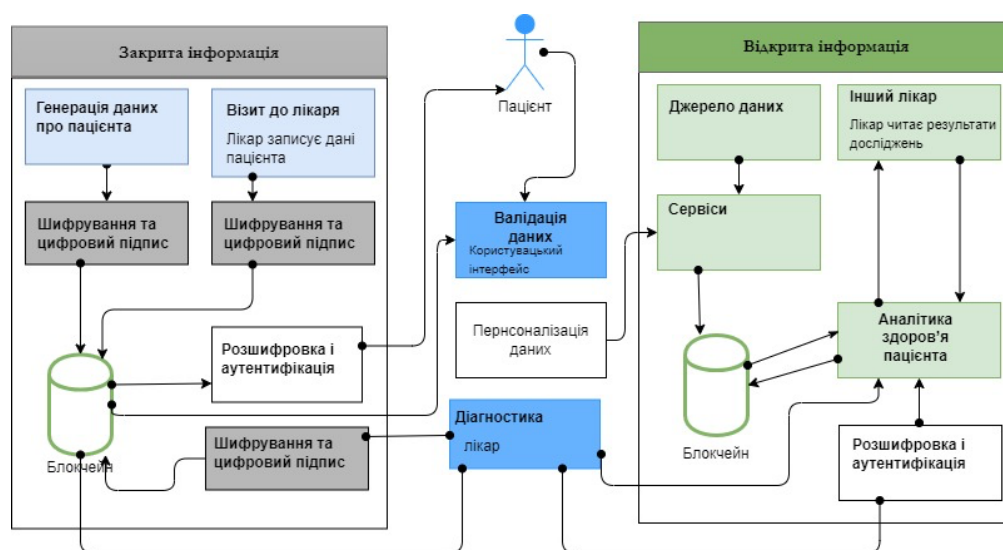 Закрита інформація
Генерація даних
про пацієнта
Візит до лікаря
Лікар записує дані
пацієнта
Шифрування та
цифровий підпис
Шифрування та
цифровий підпис
Розшифровка і
аутентифікація
Блокчейн
Шифрування та
цифровий підпис
Пацієнт
Валідація
даних
Користувацький
інтерфейс
Пернсоналізація
даних
Діагностика
лікар
Відкрита інформація
Джерело даних
Інший лікар
Лікар читає результати
досліджень
Сервіси
Аналітика
здоров'я
пацієнта
Блокчейн
Розшифровка і
аутентифікація